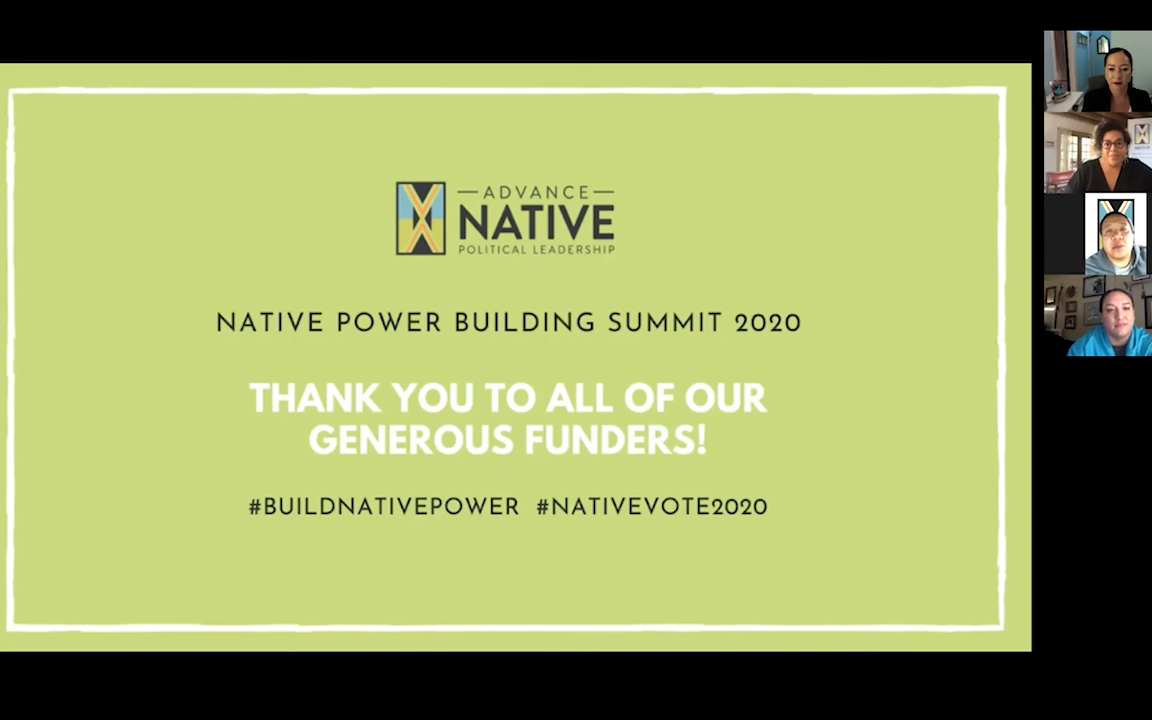 ADVANCE
NATIVE
POLITICAL LEADERSHIP
NATIVE POWER BUILDING SUMMIT 2020
THANK YOU TO ALL OF OUR
GENEROUS FUNDERS!
#BUILDNATIVEPOWER #NATIVEVOTE2020